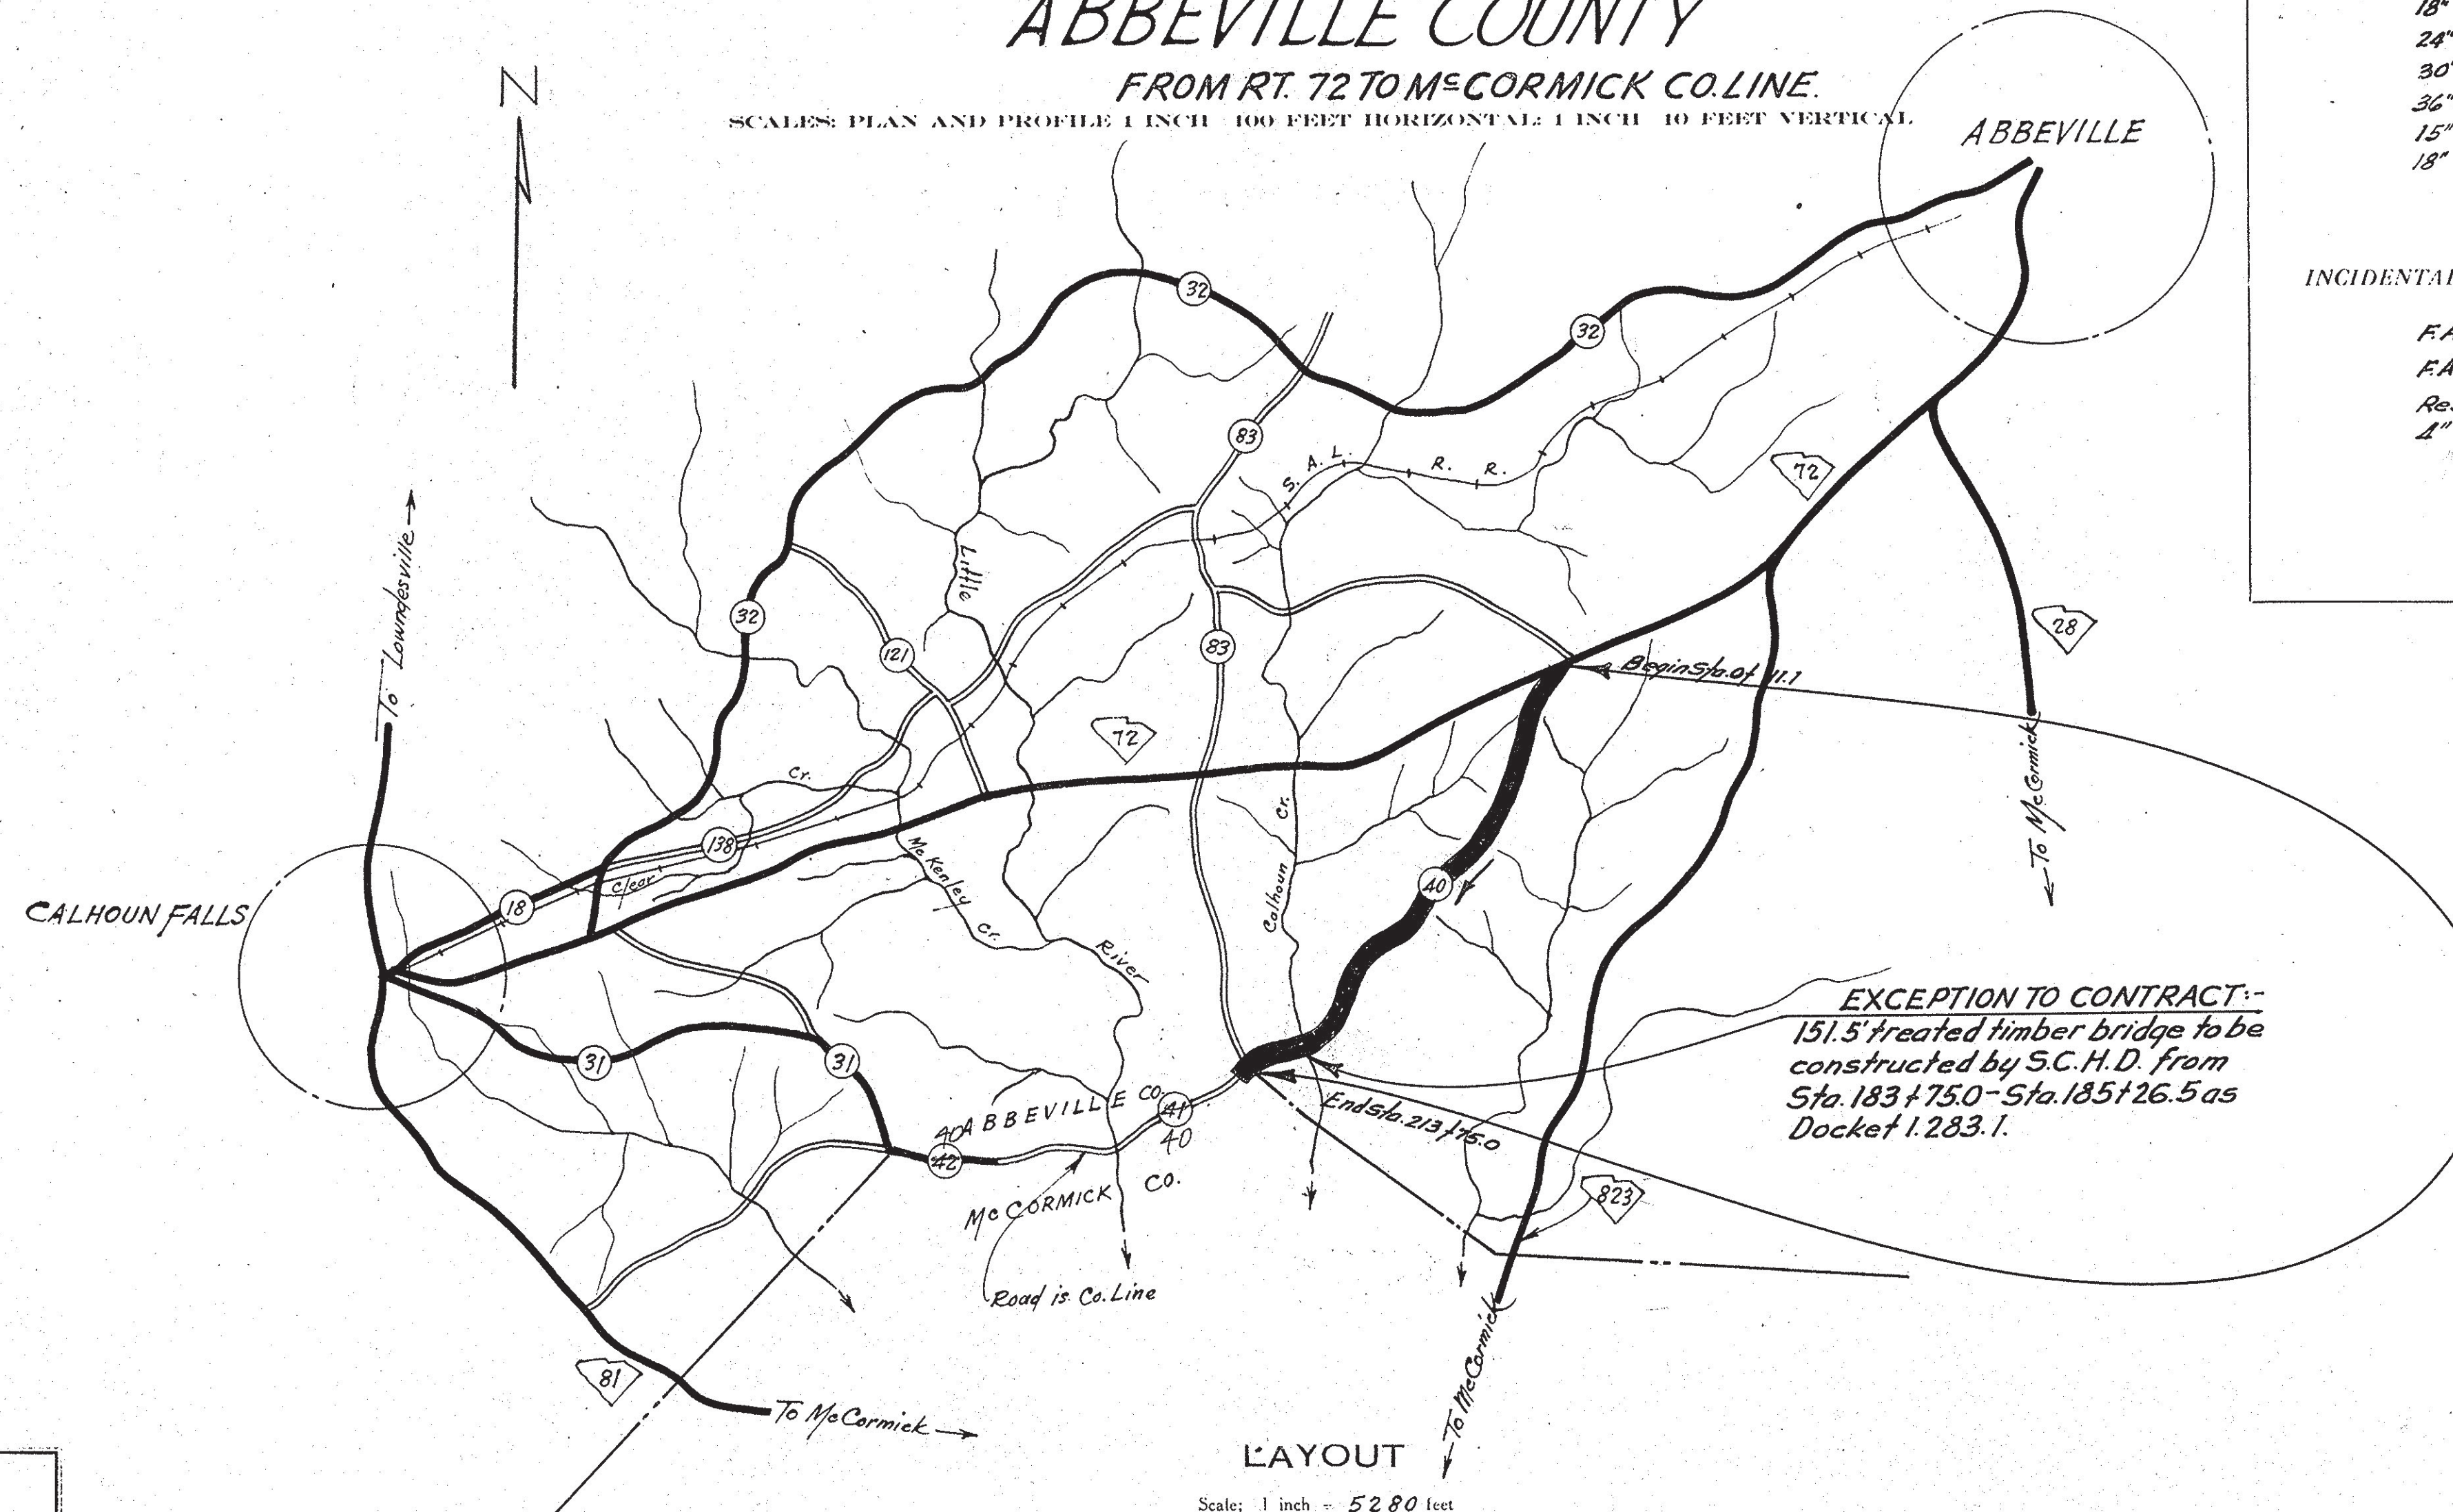 ABBEVILLE COUNTY
FROM RT. 72 TO McCORMICK CO. LINE.
SCALES: PLAN AND PROFILE 1 INCH 100 FEET HORIZONTAL: 1 INCH 10 FEET VERTICAL
N
ABBEVILLE
18"
24"
30"
36"
15"
18"
INCIDENTAL
F.A
F.A
Re
4"
32
32
83
S. A. L. R. R.
72
28
To Lowndesville
Little
32
121
83
Begin Sta. 0+11.1
72
Cr.
To McCormick
138
Clear
McKenley Cr.
Calhoun Cr.
40
18
CALHOUN FALLS
River
EXCEPTION TO CONTRACT:-
151.5' treated timber bridge to be
constructed by S.C.H.D. from
Sta. 183+75.0-Sta. 185+26.5 as
Docket 1.283.1.
31
31
ABBEVILLE CO.
41
40
40
42
End Sta. 213+75.0
McCORMICK CO.
823
Road is Co. Line
To McCormick
81
To McCormick
LAYOUT
Scale; 1 inch = 5280 feet